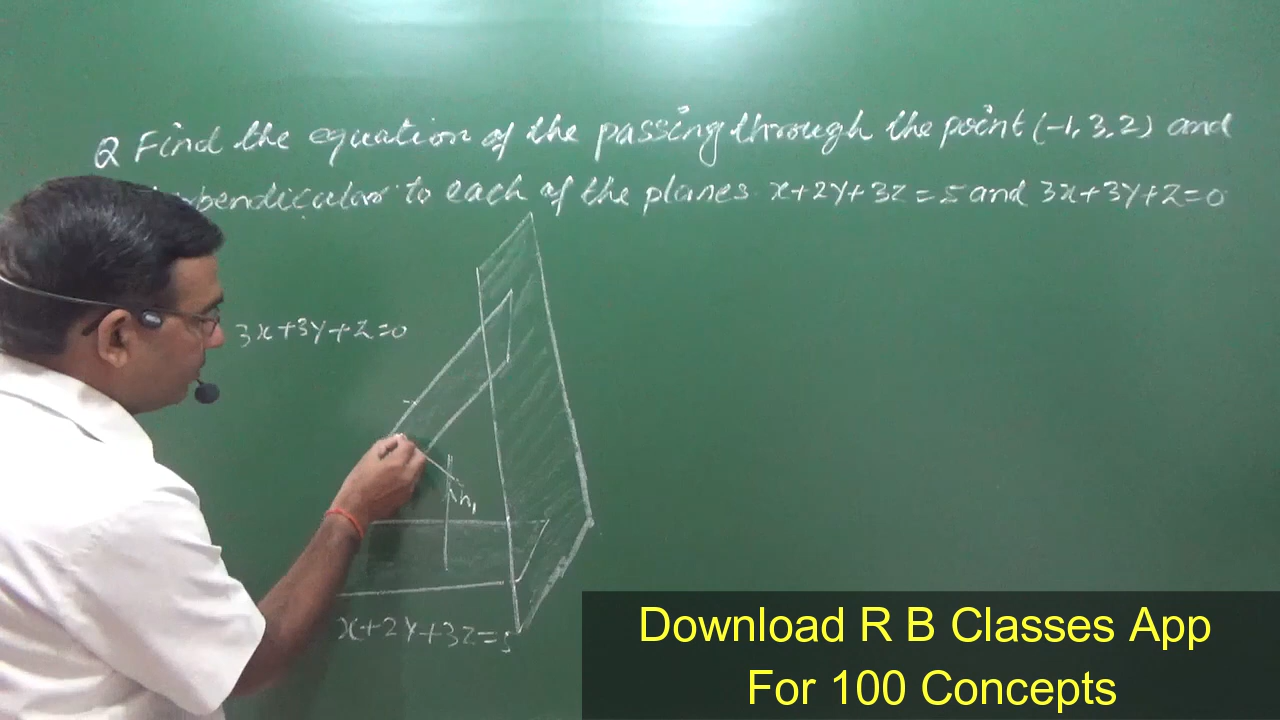 Q Find the equation of the passing through the point (-1, 3, 2) and
to each of the planes x+2y+3z=5 and 3x+3y+z=0
3x+3y+z=0
n₁
x+2y+3z=5
Download R B Classes App
For 100 Concepts